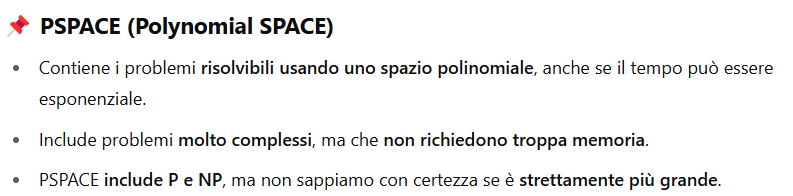 📌 PSPACE (Polynomial SPACE)
• Contiene i problemi risolvibili usando uno spazio polinomiale, anche se il tempo può essere
esponenziale.
• Include problemi molto complessi, ma che non richiedono troppa memoria.
• PSPACE include P e NP, ma non sappiamo con certezza se è strettamente più grande.